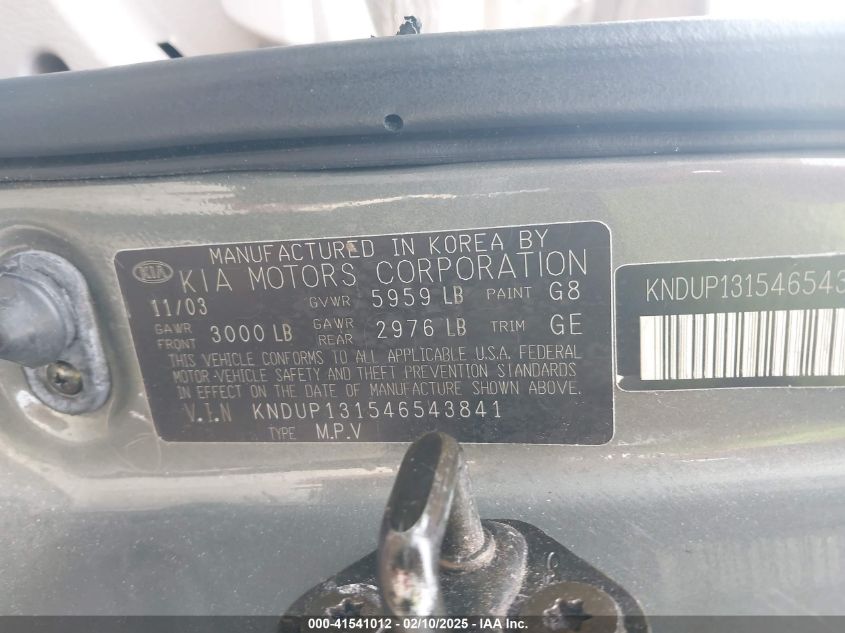 MANUFACTURED IN KOREA BY
KIA KIA MOTORS CORPORATION
11/03 GVWR 5959 LB PAINT G8
GAWR FRONT 3000 LB GAWR REAR 2976 LB TRIM GE
THIS VEHICLE CONFORMS TO ALL APPLICABLE U.S.A. FEDERAL
MOTOR-VEHICLE SAFETY AND THEFT PREVENTION STANDARDS
IN EFFECT ON THE DATE OF MANUFACTURE SHOWN ABOVE.
V.I.N KNDUP131546543841
TYPE M.P.V
KNDUP131546543
000-41541012 - 02/10/2025 - IAA Inc.